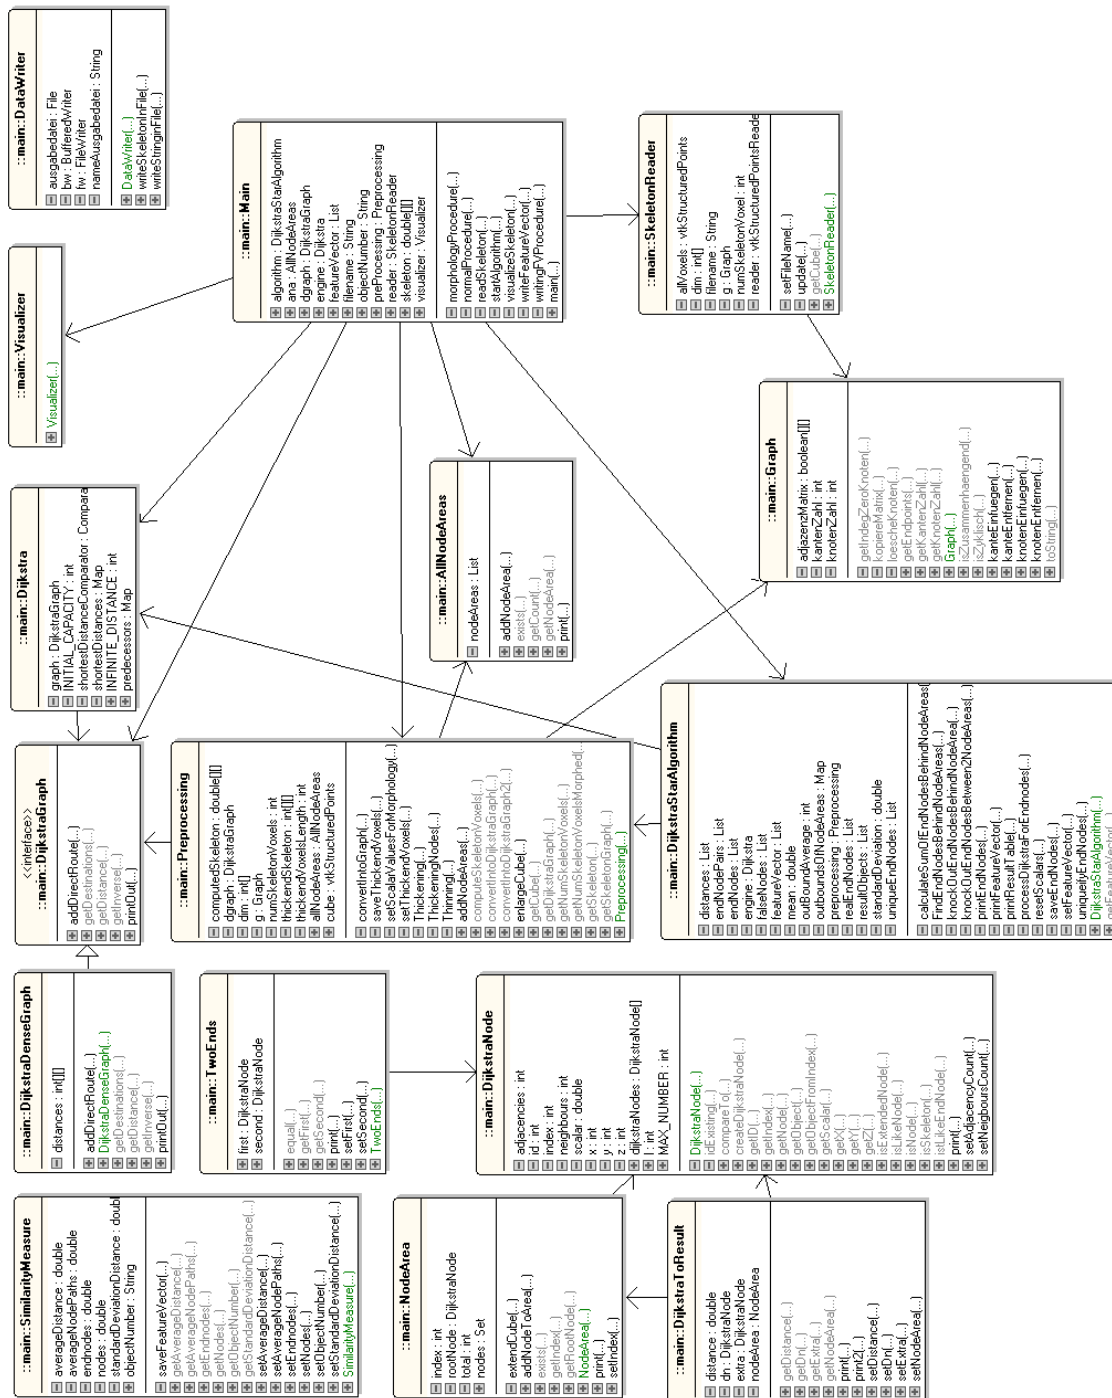 ::main::DataWriter
ausgabedatei : File
bw : BufferedWriter
fw : FileWriter
nameAusgabedatei : String
DataWriter(...)
writeSkeletonInFile(...)
writeStringinFile(...)
::main::Visualizer
Visualizer(...)
::main::Main
algorithm : DijkstraStarAlgorithm
ana : AllNodeAreas
dgraph : DijkstraGraph
engine : Dijkstra
featureVector : List
filename : String
objectNumber : String
preProcessing : Preprocessing
reader : SkeletonReader
skeleton : double[][]
visualizer : Visualizer
morphologyProcedure(...)
normalProcedure(...)
readSkeleton(...)
startAlgorithm(...)
visualizeSkeleton(...)
writeFeatureVector(...)
writingFVProcedure(...)
main(...)
::main::SkeletonReader
allVoxels : vtkStructuredPoints
dim : int[]
filename : String
g : Graph
numSkeletonVoxel : int
reader : vtkStructuredPointsReade
setFileName(...)
update(...)
getCube(...)
SkeletonReader(...)
::main::Dijkstra
graph : DijkstraGraph
INITIAL_CAPACITY : int
shortestDistanceComparator : Compara
shortestDistances : Map
INFINITE_DISTANCE : int
predecessors : Map
::main::AllNodeAreas
nodeAreas : List
addNodeArea(...)
exists(...)
getCount(...)
getNodeArea(...)
print(...)
::main::Graph
adjazenzMatrix : boolean[][]
kantenZahl : int
knotenZahl : int
getIndegZeroKnoten(...)
kopiereMatrix(...)
loescheKnoten(...)
getEndpoints(...)
getKantenZahl(...)
getKnotenZahl(...)
Graph(...)
isZusammenhaengend(...)
isZyklisch(...)
kanteEinfuegen(...)
kanteEntfernen(...)
knotenEinfuegen(...)
knotenEntfernen(...)
toString(...)
<<interface>>
::main::DijkstraGraph
addDirectRoute(...)
getDestinations(...)
getDistance(...)
getInverse(...)
printOut(...)
::main::Preprocessing
computedSkeleton : double[][]
dgraph : DijkstraGraph
dim : int[]
g : Graph
numSkeletonVoxels : int
thickendSkeleton : int[][]
thickendVoxelsLength : int
allNodeAreas : AllNodeAreas
cube : vtkStructuredPoints
convertIntoGraph(...)
saveThickendVoxels(...)
setScalaValuesForMorphology(...)
setThickendVoxels(...)
Thickening(...)
ThickeningNodes(...)
Thinning(...)
addNodeAreas(...)
computeSkeletonVoxels(...)
convertIntoDijkstraGraph(...)
convertIntoDijkstraGraph2(...)
enlargeCube(...)
getCube(...)
getDijkstraGraph(...)
getNumSkeletonVoxels(...)
getNumSkeletonVoxelsMorphed(...)
getSkeleton(...)
getSkeletonGraph(...)
Preprocessing(...)
::main::DijkstraStarAlgorithm
distances : List
endNodePairs : List
endNodes : List
engine : Dijkstra
falseNodes : List
featureVector : List
mean : double
outBoundAverage : int
outboundsOfNodeAreas : Map
preprocessing : Preprocessing
realEndNodes : List
resultObjects : List
standardDeviation : double
uniqueEndNodes : List
calculateSumOfEndNodesBehindNodeAreas(
FindEndNodesBehindNodeAreas(...)
knockOutEndNodesBehindNodeArea(...)
knockOutEndNodesBetween2NodeAreas(...)
printEndNodes(...)
printFeatureVector(...)
printResultTable(...)
processDijkstraForEndnodes(...)
resetScalars(...)
saveEndNodes(...)
setFeatureVector(...)
uniquifyEndNodes(...)
DijkstraStarAlgorithm(...)
getFeatureVector(...)
::main::DijkstraDenseGraph
distances : int[][]
addDirectRoute(...)
DijkstraDenseGraph(...)
getDestinations(...)
getDistance(...)
getInverse(...)
printOut(...)
::main::TwoEnds
first : DijkstraNode
second : DijkstraNode
equal(...)
getFirst(...)
getSecond(...)
print(...)
setFirst(...)
setSecond(...)
TwoEnds(...)
::main::DijkstraNode
adjacencies : int
id : int
index : int
neighbours : int
scalar : double
x : int
y : int
z : int
dijkstraNodes : DijkstraNode[]
l : int
MAX_NUMBER : int
DijkstraNode(...)
idExisting(...)
compareTo(...)
createDijkstraNode(...)
getID(...)
getIndex(...)
getNode(...)
getObject(...)
getObjectFromIndex(...)
getScalar(...)
getX(...)
getY(...)
getZ(...)
isExtendedNode(...)
isLikeNode(...)
isNode(...)
isSkeleton(...)
istLikeEndNode(...)
print(...)
setAdjacencyCount(...)
setNeigboursCount(...)
::main::SimilarityMeasure
averageDistance : double
averageNodePaths : double
endnodes : double
nodes : double
standardDeviationDistance : doubl
objectNumber : String
saveFeatureVector(...)
getAverageDistance(...)
getAverageNodePaths(...)
getEndnodes(...)
getNodes(...)
getObjectNumber(...)
getStandardDeviationDistance(...)
setAverageDistance(...)
setAverageNodePaths(...)
setEndnodes(...)
setNodes(...)
setObjectNumber(...)
setStandardDeviationDistance(...)
SimilarityMeasure(...)
::main::NodeArea
index : int
rootNode : DijkstraNode
total : int
nodes : Set
extendCube(...)
addNodeToArea(...)
exists(...)
getIndex(...)
getRootNode(...)
NodeArea(...)
print(...)
setIndex(...)
::main::DijkstraToResult
distance : double
dn : DijkstraNode
extra : DijkstraNode
nodeArea : NodeArea
getDistance(...)
getDn(...)
getExtra(...)
getNodeArea(...)
print(...)
print2(...)
setDistance(...)
setDn(...)
setExtra(...)
setNodeArea(...)